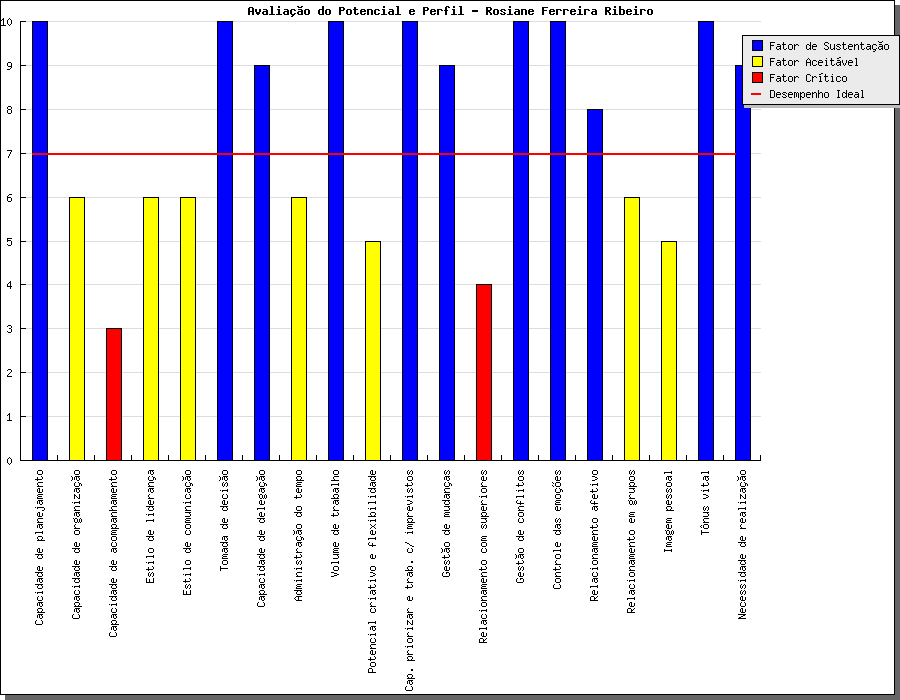 Avaliação do Potencial e Perfil - Rosiane Ferreira Ribeiro
Fator de Sustentação
Fator Aceitável
Fator Crítico
Desempenho Ideal
10
9
8
7
6
5
4
3
2
1
0
Capacidade de planejamento
Capacidade de organização
Capacidade de acompanhamento
Estilo de liderança
Estilo de comunicação
Tomada de decisão
Capacidade de delegação
Administração do tempo
Volume de trabalho
Potencial criativo e flexibilidade
Cap. priorizar e trab. c/ imprevistos
Gestão de mudanças
Relacionamento com superiores
Gestão de conflitos
Controle das emoções
Relacionamento afetivo
Relacionamento em grupos
Imagem pessoal
Tônus vital
Necessidade de realização